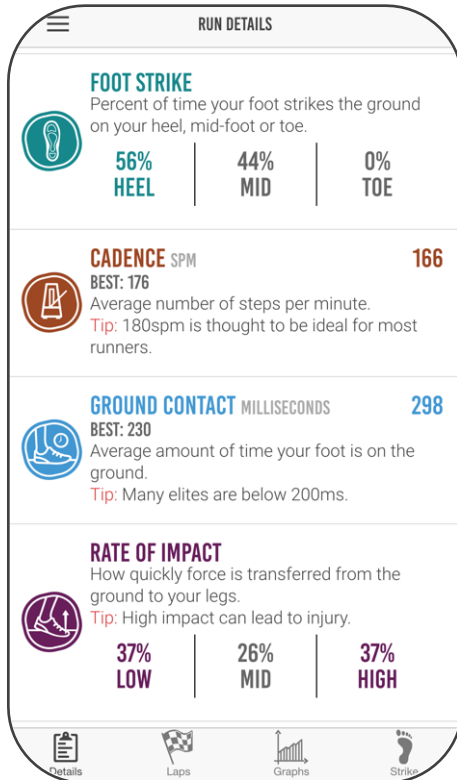 RUN DETAILS
FOOT STRIKE
Percent of time your foot strikes the ground
on your heel, mid-foot or toe.
56% 44% 0%
HEEL MID TOE
CADENCE SPM 166
BEST: 176
Average number of steps per minute.
Tip: 180spm is thought to be ideal for most
runners.
GROUND CONTACT MILLISECONDS 298
BEST: 230
Average amount of time your foot is on the
ground.
Tip: Many elites are below 200ms.
RATE OF IMPACT
How quickly force is transferred from the
ground to your legs.
Tip: High impact can lead to injury.
37% 26% 37%
LOW MID HIGH
Details Laps Graphs Strike